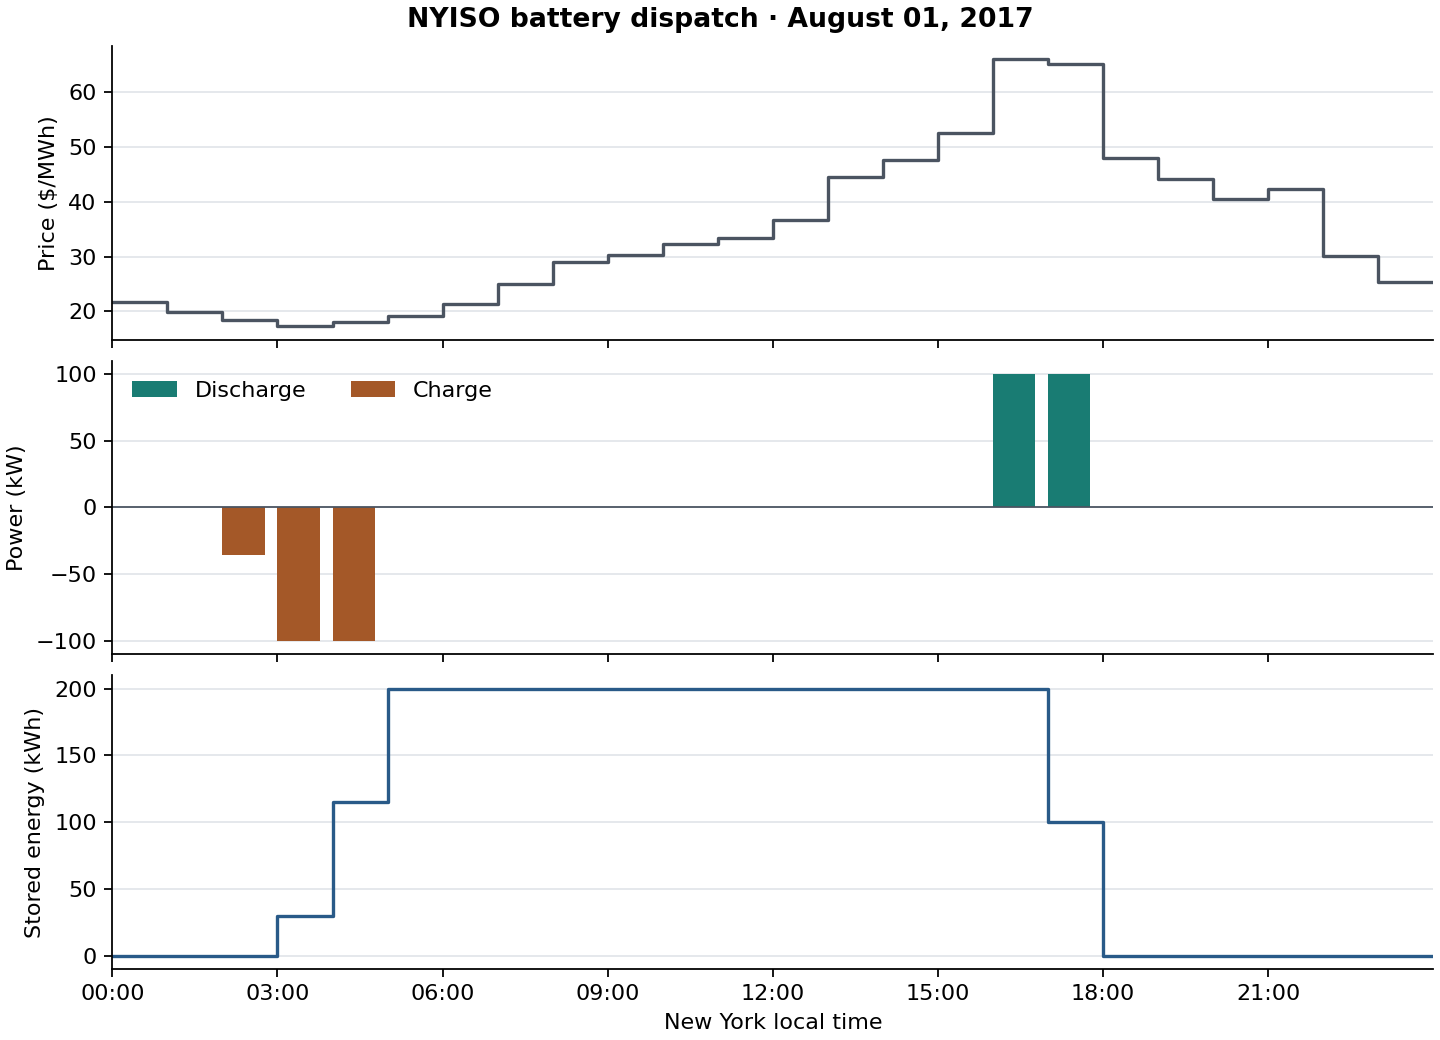 NYISO battery dispatch · August 01, 2017
Price ($/MWh)
60
50
40
30
20
Discharge
Charge
Power (kW)
100
50
0
−50
−100
Stored energy (kWh)
200
150
100
50
0
00:00 03:00 06:00 09:00 12:00 15:00 18:00 21:00
New York local time